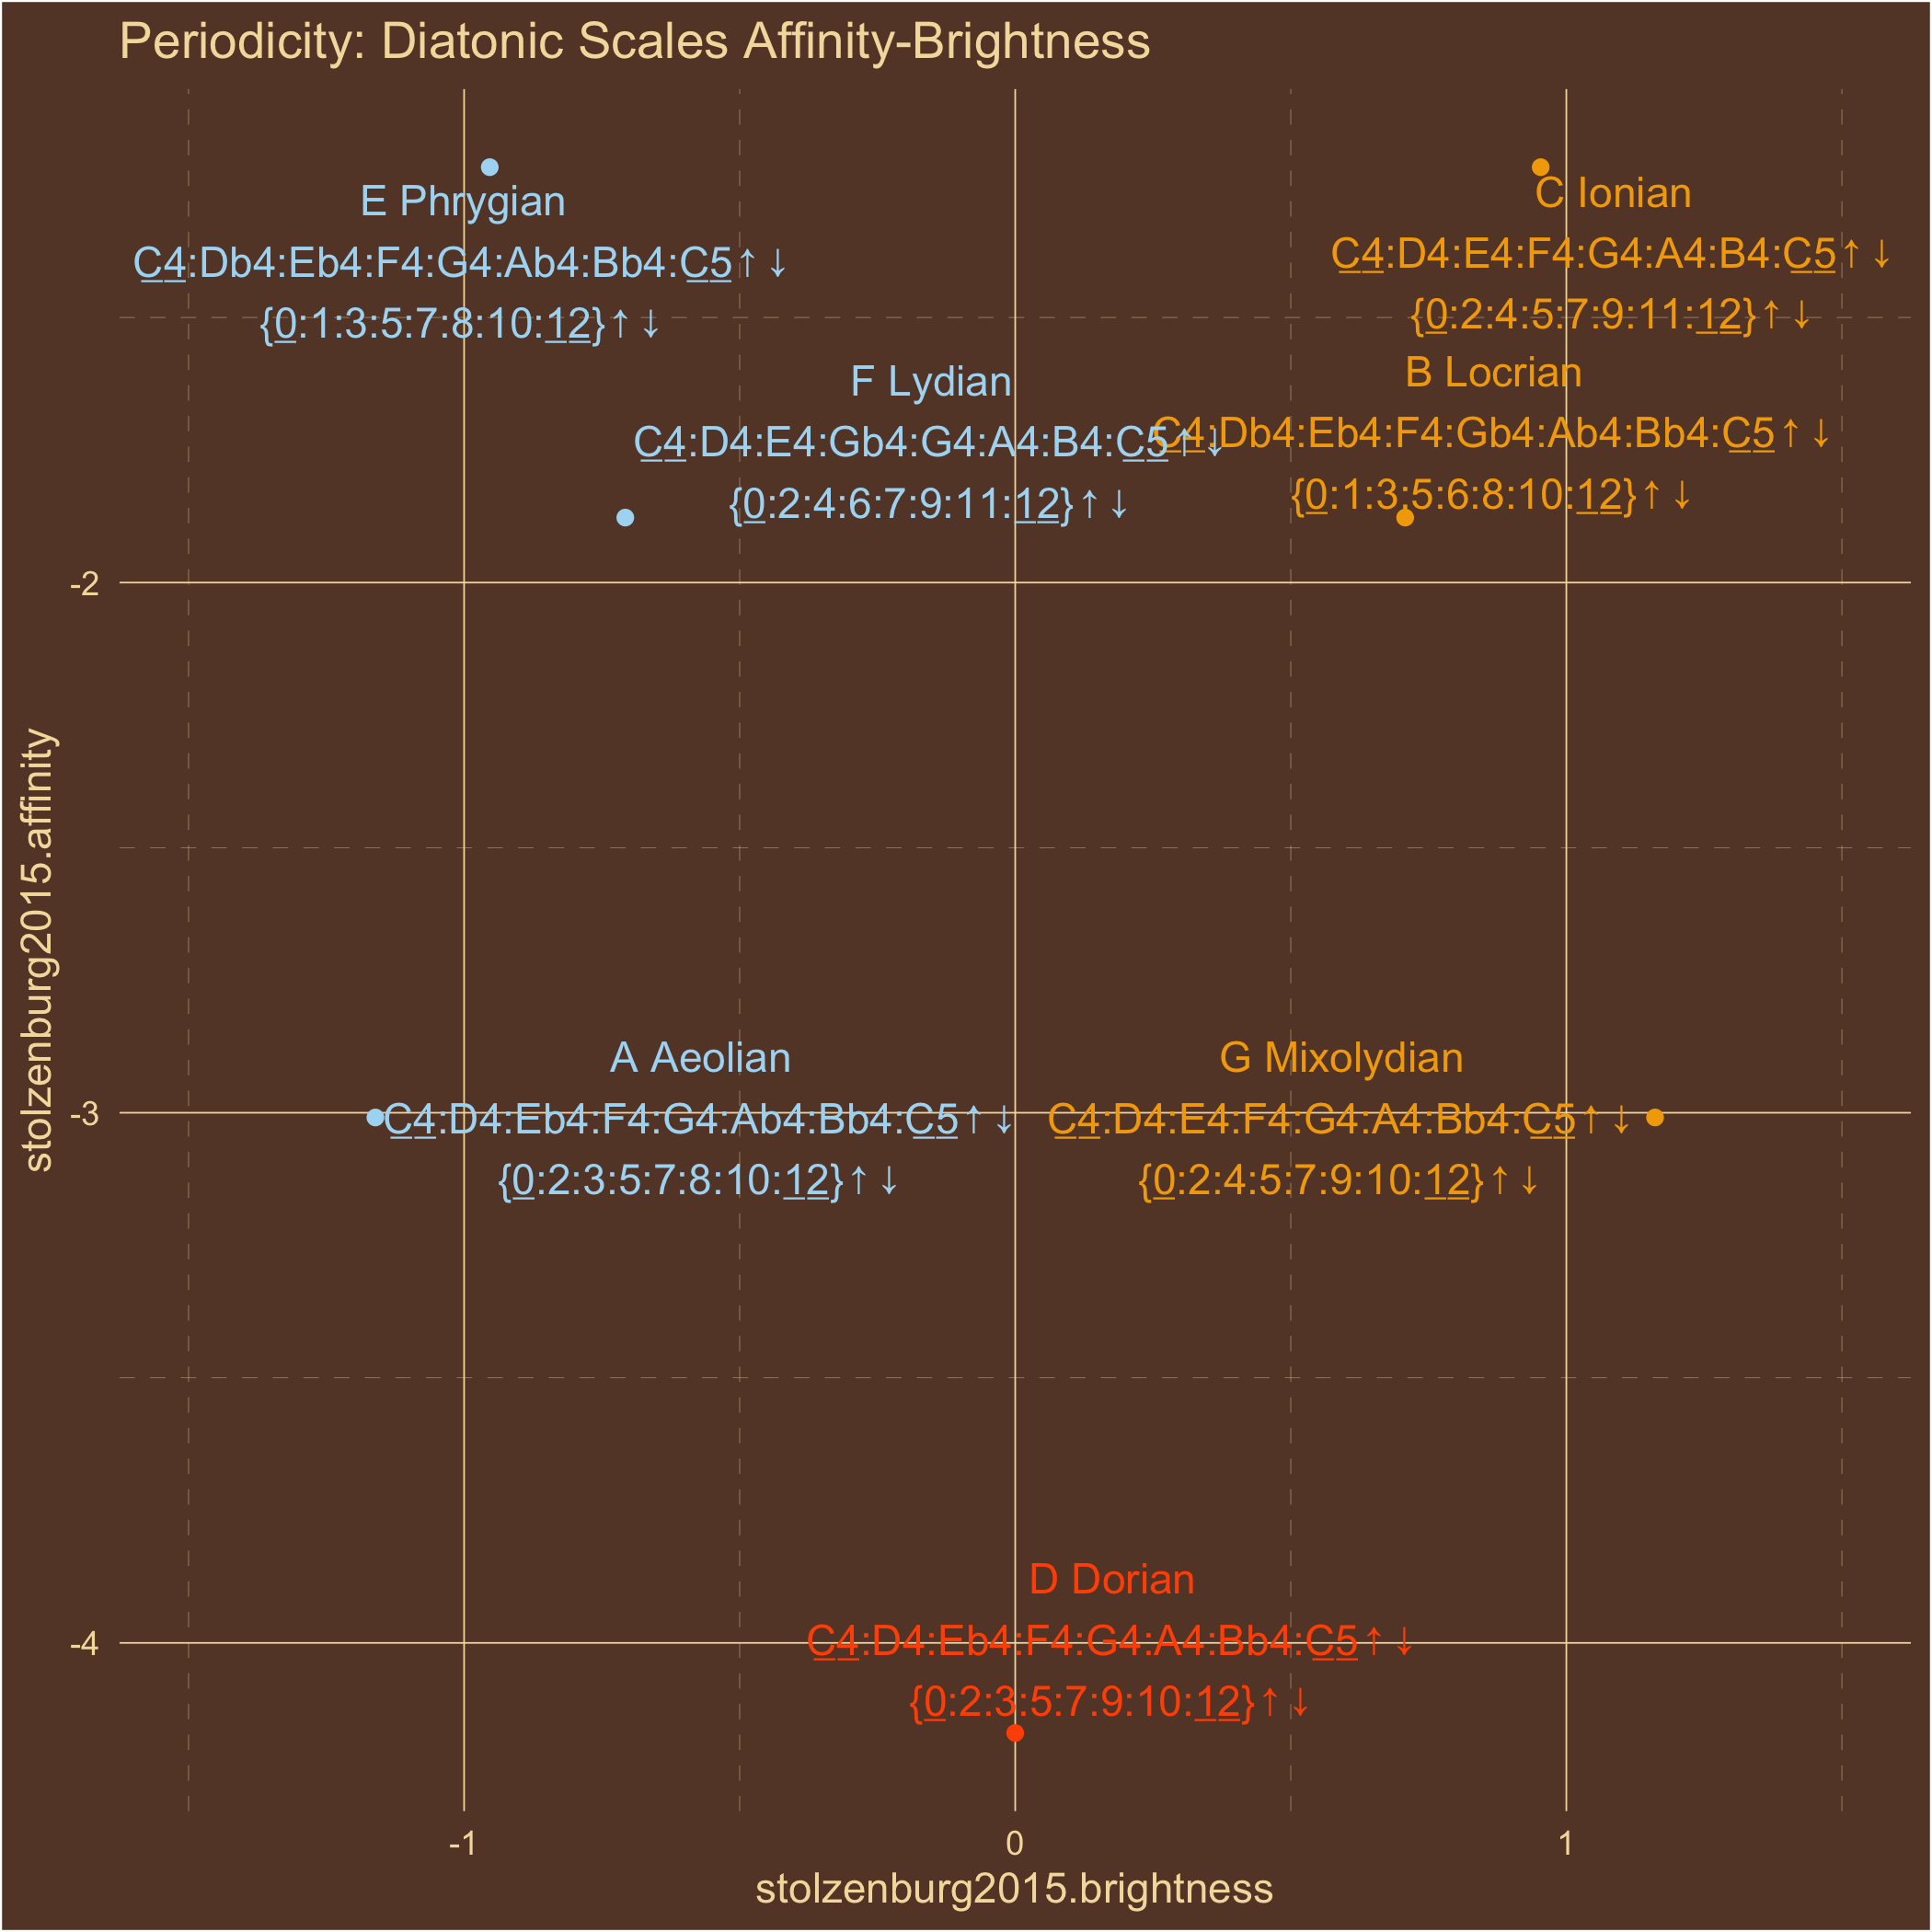 Periodicity: Diatonic Scales Affinity-Brightness
E Phrygian
C4:Db4:Eb4:F4:G4:Ab4:Bb4:C5↑↓
{0:1:3:5:7:8:10:12}↑↓
C Ionian
C4:D4:E4:F4:G4:A4:B4:C5↑↓
{0:2:4:5:7:9:11:12}↑↓
F Lydian
C4:D4:E4:Gb4:G4:A4:B4:C5↑↓
{0:2:4:6:7:9:11:12}↑↓
B Locrian
C4:Db4:Eb4:F4:Gb4:Ab4:Bb4:C5↑↓
{0:1:3:5:6:8:10:12}↑↓
-2
stolzenburg2015.affinity
A Aeolian
C4:D4:Eb4:F4:G4:Ab4:Bb4:C5↑↓
{0:2:3:5:7:8:10:12}↑↓
G Mixolydian
C4:D4:E4:F4:G4:A4:Bb4:C5↑↓
{0:2:4:5:7:9:10:12}↑↓
-3
D Dorian
C4:D4:Eb4:F4:G4:A4:Bb4:C5↑↓
{0:2:3:5:7:9:10:12}↑↓
-4
-1
0
1
stolzenburg2015.brightness